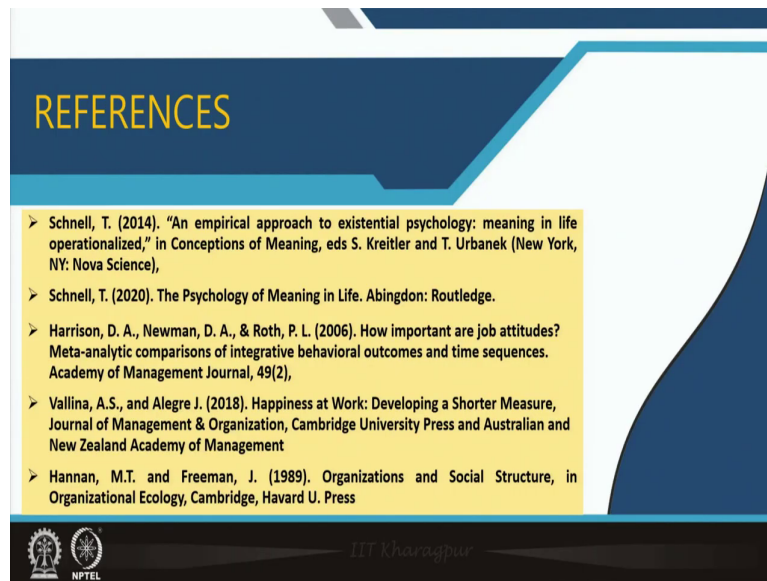 REFERENCES
➢ Schnell, T. (2014). “An empirical approach to existential psychology: meaning in life
operationalized,” in Conceptions of Meaning, eds S. Kreitler and T. Urbanek (New York,
NY: Nova Science),
➢ Schnell, T. (2020). The Psychology of Meaning in Life. Abingdon: Routledge.
➢ Harrison, D. A., Newman, D. A., & Roth, P. L. (2006). How important are job attitudes?
Meta-analytic comparisons of integrative behavioral outcomes and time sequences.
Academy of Management Journal, 49(2),
➢ Vallina, A.S., and Alegre J. (2018). Happiness at Work: Developing a Shorter Measure,
Journal of Management & Organization, Cambridge University Press and Australian and
New Zealand Academy of Management
➢ Hannan, M.T. and Freeman, J. (1989). Organizations and Social Structure, in
Organizational Ecology, Cambridge, Havard U. Press
IIT Kharagpur
NPTEL